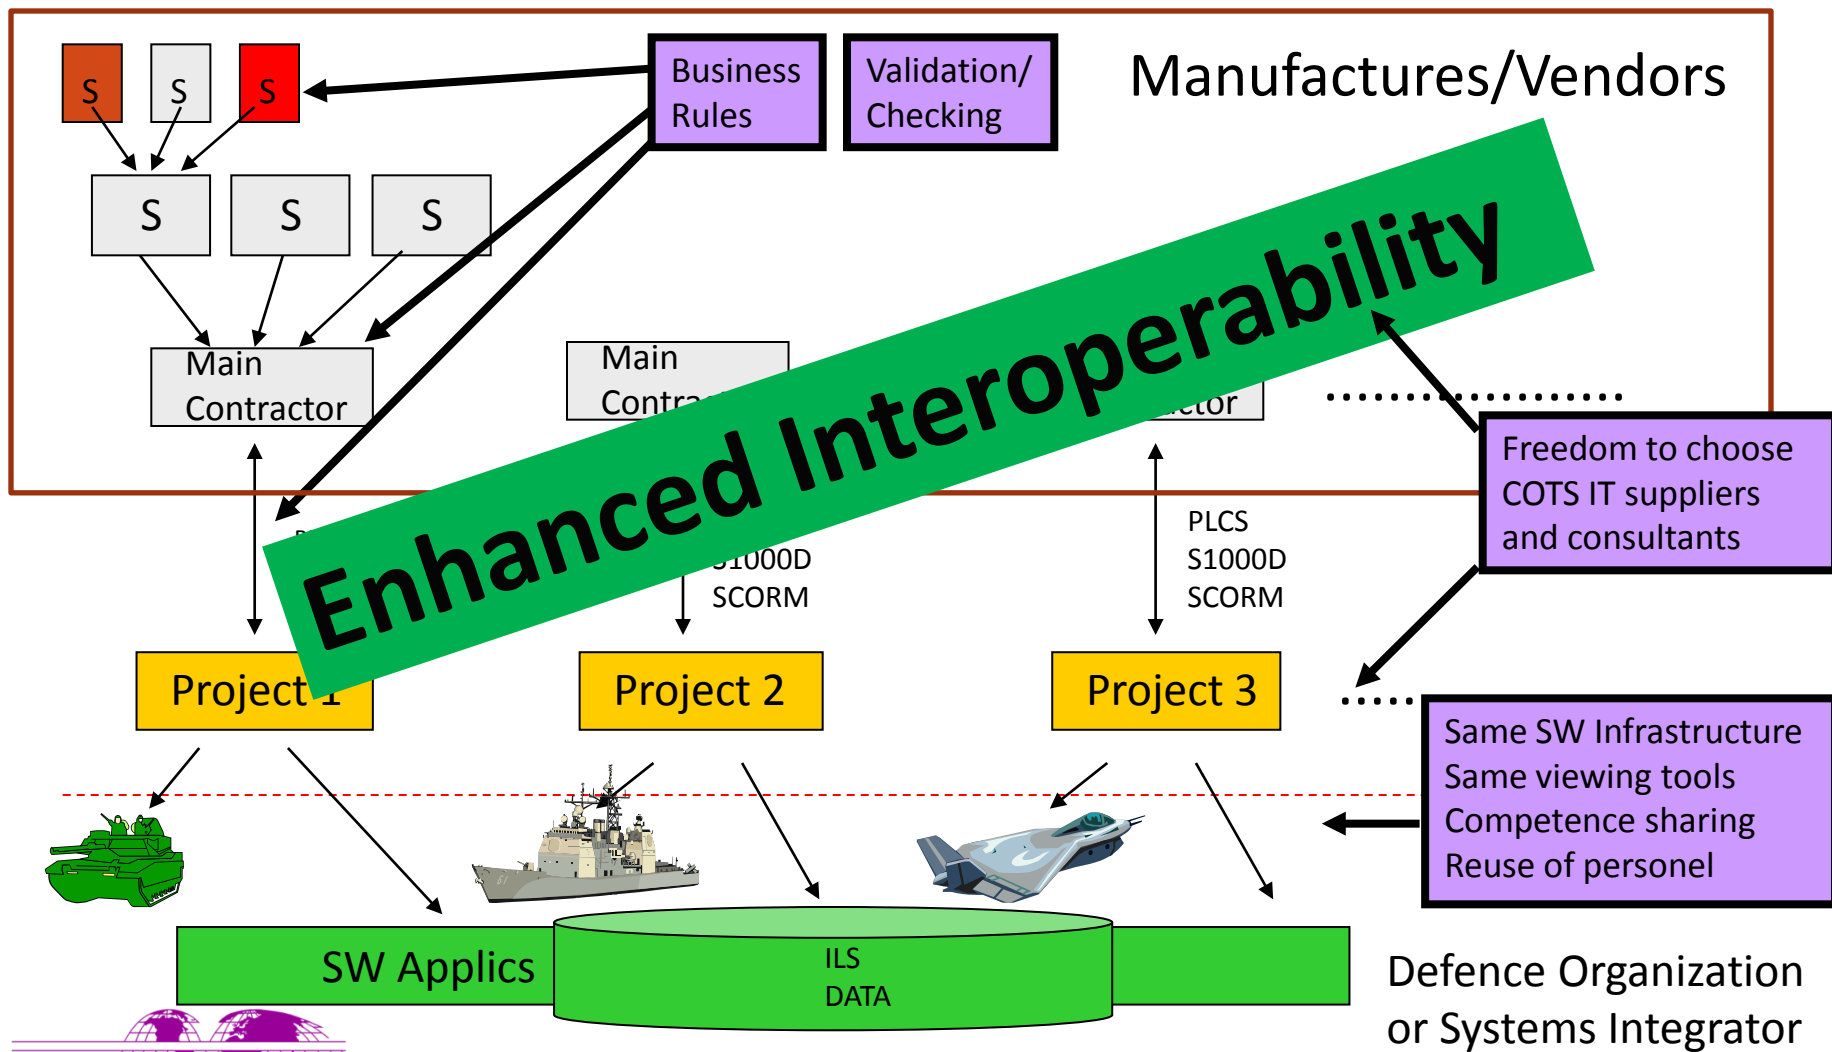 S
S
S
Business
Rules
Validation/
Checking
Manufactures/Vendors
S
S
S
Main
Contractor
Main
Enhanced Interoperability
Freedom to choose
COTS IT suppliers
and consultants
S1000D
SCORM
PLCS
S1000D
SCORM
Project 1
Project 2
Project 3
Same SW Infrastructure
Same viewing tools
Competence sharing
Reuse of personel
SW Applics
ILS
DATA
Defence Organization
or Systems Integrator